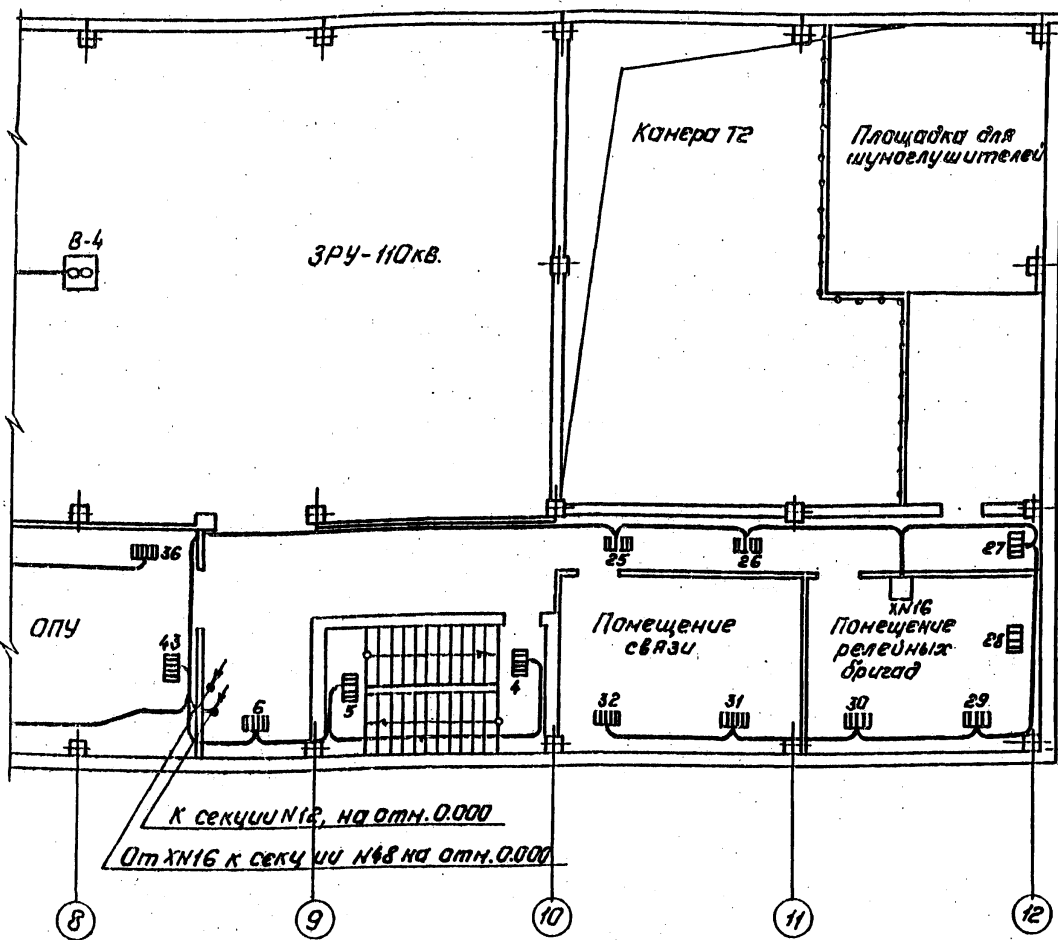 Камера Т2
Площадка для
шумоглушителей
В-4
ЗРУ-110кв.
36
25
26
27
ОПУ
43
5
4
6
Помещение
связи
ХN16
Помещение
релейных
бригад
28
32
31
30
29
К секции N12, на отм. 0.000
От ХN16 к секции N48 на отм. 0.000
8
9
10
11
12